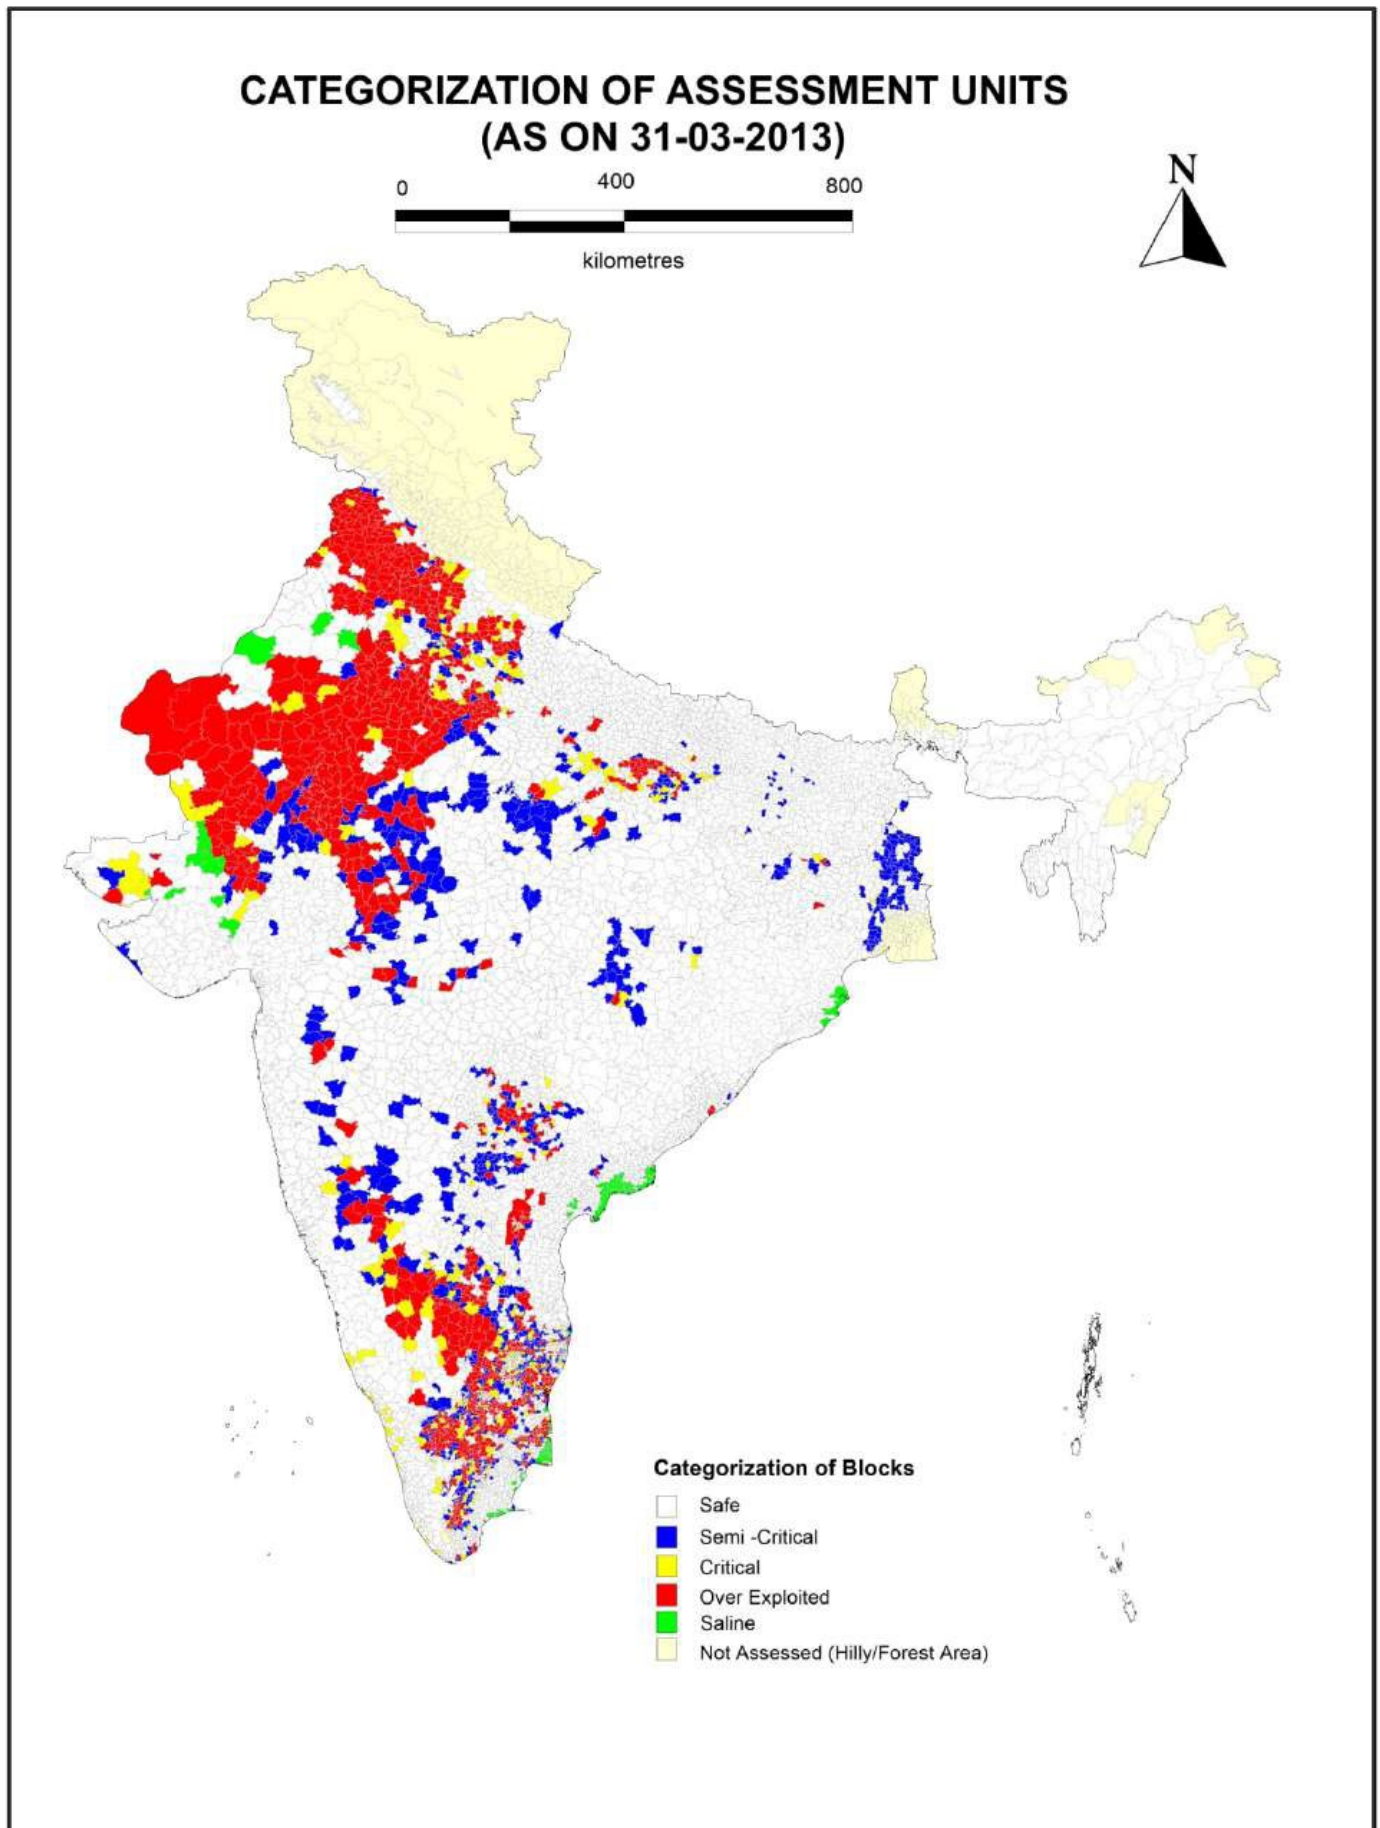 CATEGORIZATION OF ASSESSMENT UNITS
(AS ON 31-03-2013)
0 400 800
kilometres
N
Categorization of Blocks
Safe
Semi -Critical
Critical
Over Exploited
Saline
Not Assessed (Hilly/Forest Area)